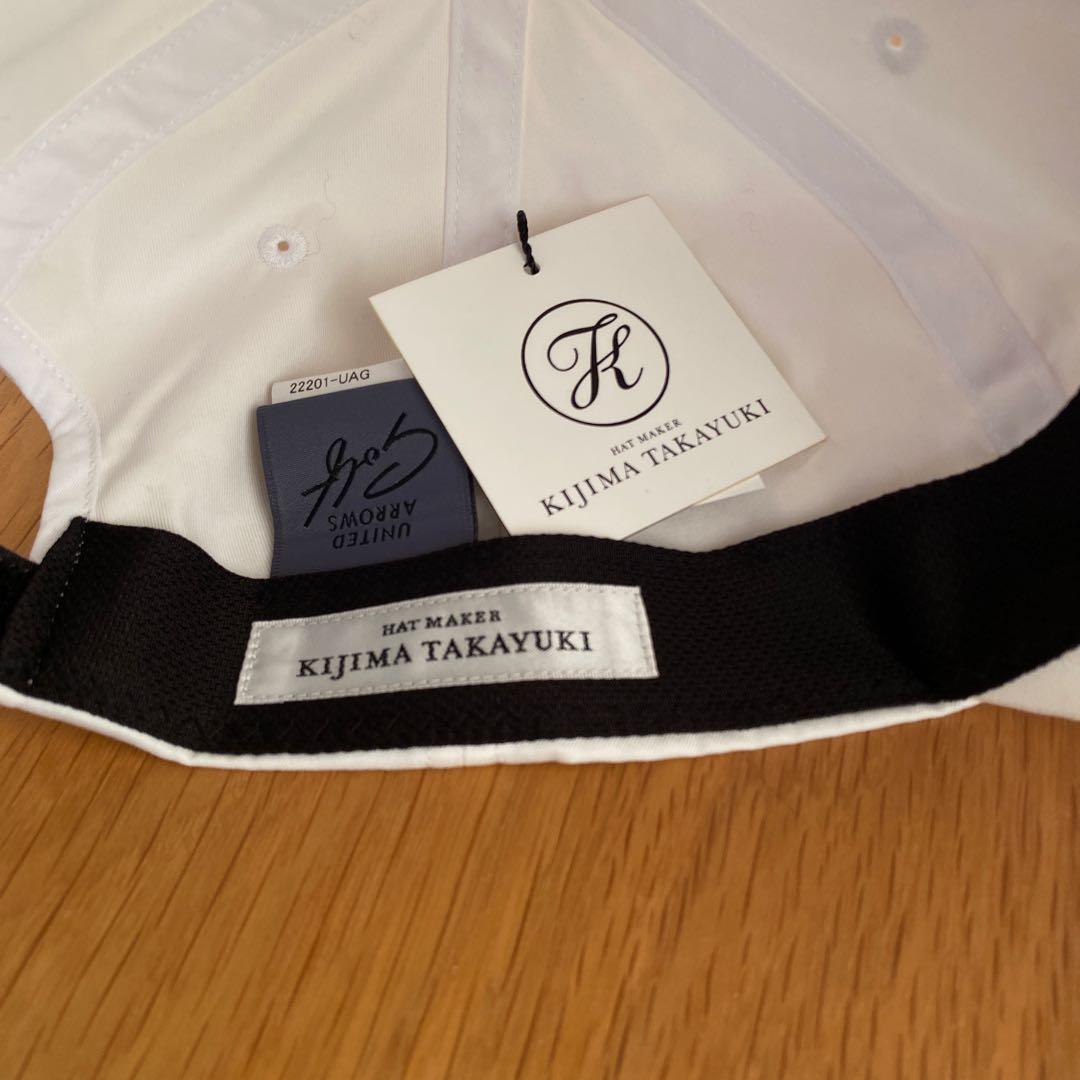 K
HAT MAKER
KIJIMA TAKAYUKI
22201-UAG
UNITED
ARROWS
Golf
HAT MAKER
KIJIMA TAKAYUKI